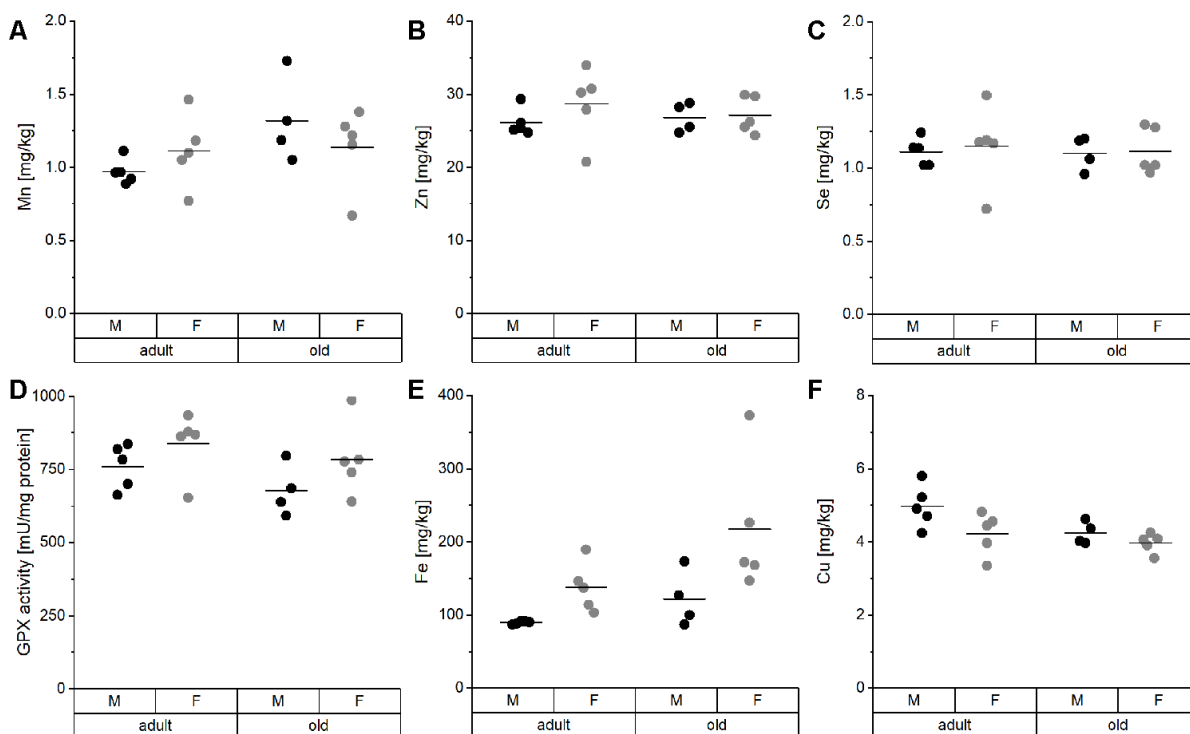 A
Mn [mg/kg]
2.0
1.5
1.0
0.5
0.0
M F M F
adult old
B
Zn [mg/kg]
40
30
20
10
0
M F M F
adult old
C
Se [mg/kg]
2.0
1.5
1.0
0.5
0.0
M F M F
adult old
D
GPX activity [mU/mg protein]
1000
750
500
250
0
M F M F
adult old
E
Fe [mg/kg]
400
300
200
100
0
M F M F
adult old
F
Cu [mg/kg]
8
6
4
2
0
M F M F
adult old